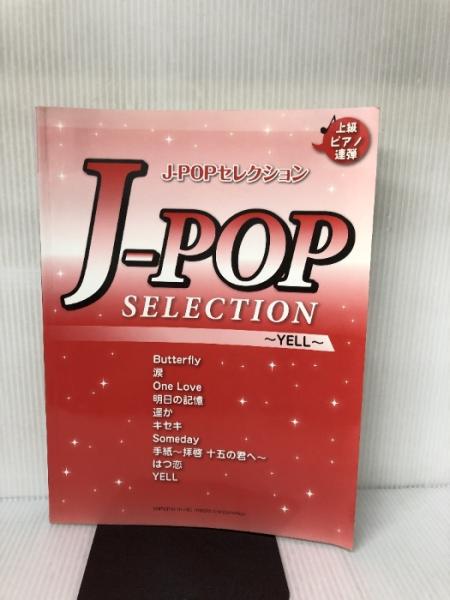 上級
ピアノ
連弾
J-POPセレクション
J-POP
SELECTION
～YELL～
Butterfly
涙
One Love
明日の記憶
遥か
キセキ
Someday
手紙～拝啓 十五の君へ～
はつ恋
YELL